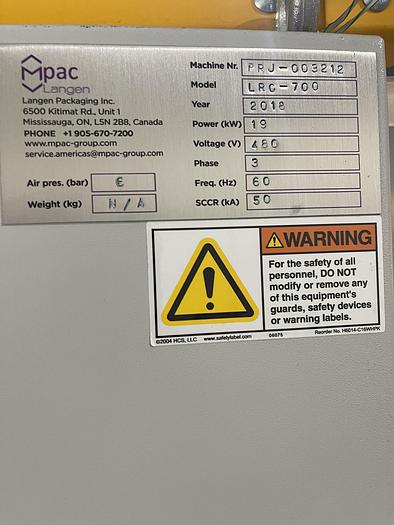 Mpac
Langen
Langen Packaging Inc.
6500 Kitimat Rd., Unit 1
Mississauga, ON, L5N 2B8, Canada
PHONE +1 905-670-7200
www.mpac-group.com
service.americas@mpac-group.com
Air pres. (bar) 6
Weight (kg) N/A
Machine Nr. PRJ-003212
Model LRC-700
Year 2018
Power (kW) 19
Voltage (V) 480
Phase 3
Freq. (Hz) 60
SCCR (kA) 50
WARNING
For the safety of all
personnel, DO NOT
modify or remove any
of this equipment's
guards, safety devices
or warning labels.
©2004 HCS, LLC www.safetylabel.com 06075 Reorder No. H6014-C16WHPK